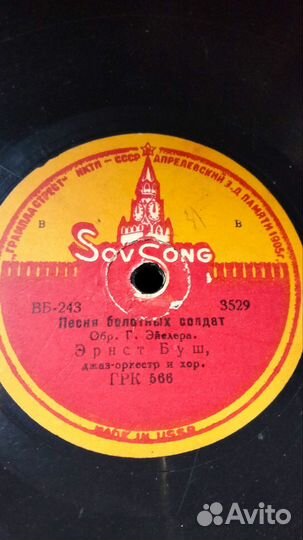 "ГРАМПЛАСТТРЕСТ" НКТП — СССР АПРЕЛЕВСКИЙ З-Д. ПАМЯТИ 1905 г.
В В
SOVSONG
ВБ-243 3529
Песня болотных солдат
Обр. Г. Эйслера.
Эрнст Буш,
джаз-оркестр и хор.
ГРК 566
MADE IN USSR
Avito